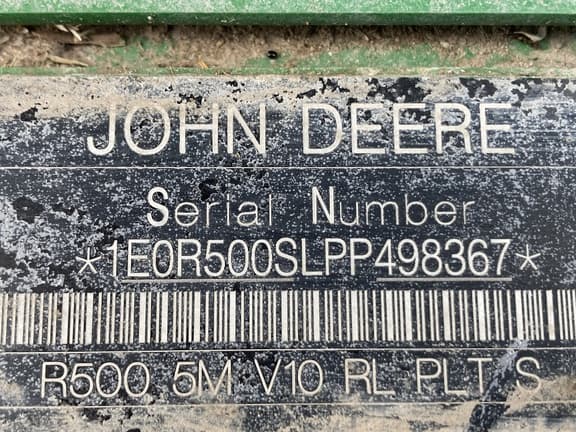 JOHN DEERE
Serial Number
*1E0R500SLPP498367*
R500 5M V10 RL PLT S